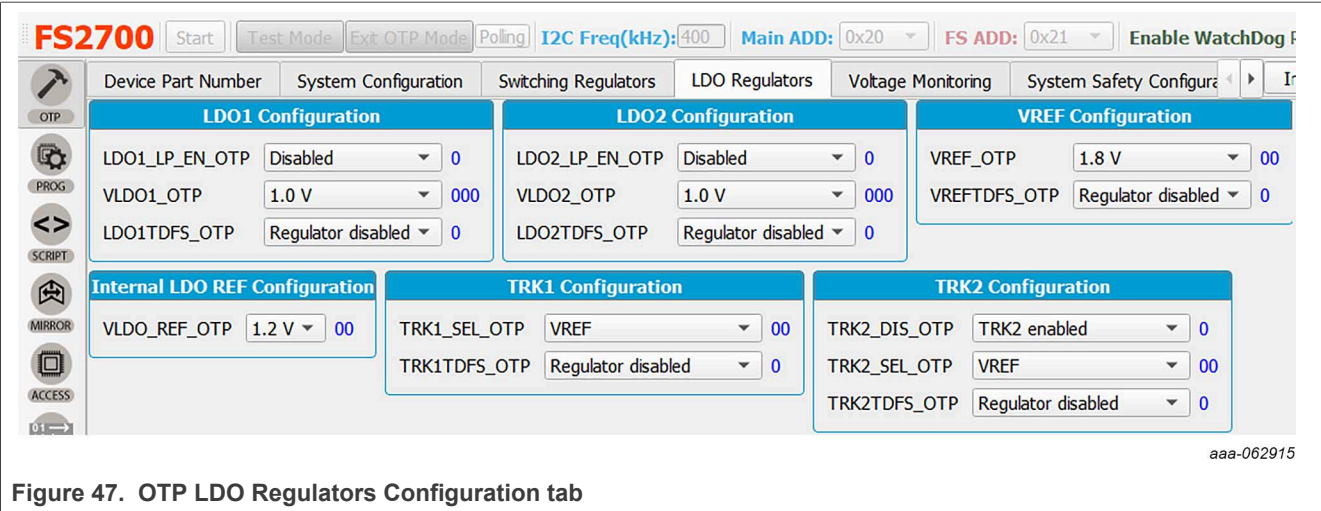 FS2700 Start Test Mode Exit OTP Mode Polling I2C Freq(kHz): 400 Main ADD: 0x20 FS ADD: 0x21 Enable WatchDog
Device Part Number System Configuration Switching Regulators LDO Regulators Voltage Monitoring System Safety Configura
OTP
PROG
SCRIPT
MIRROR
ACCESS
01
LDO1 Configuration
LDO1_LP_EN_OTP Disabled 0
VLDO1_OTP 1.0 V 000
LDO1TDFS_OTP Regulator disabled 0
LDO2 Configuration
LDO2_LP_EN_OTP Disabled 0
VLDO2_OTP 1.0 V 000
LDO2TDFS_OTP Regulator disabled 0
VREF Configuration
VREF_OTP 1.8 V 00
VREFTDFS_OTP Regulator disabled 0
Internal LDO REF Configuration
VLDO_REF_OTP 1.2 V 00
TRK1 Configuration
TRK1_SEL_OTP VREF 00
TRK1TDFS_OTP Regulator disabled 0
TRK2 Configuration
TRK2_DIS_OTP TRK2 enabled 0
TRK2_SEL_OTP VREF 00
TRK2TDFS_OTP Regulator disabled 0
aaa-062915
Figure 47. OTP LDO Regulators Configuration tab